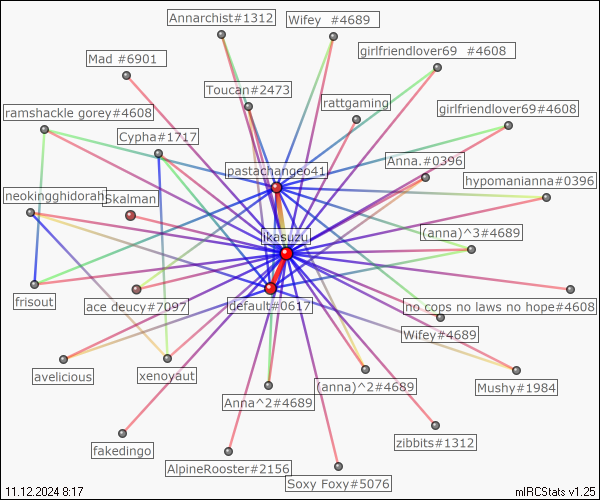 Annarchist#1312
Wifey #4689
Mad #6901
girlfriendlover69 #4608
Toucan#2473
rattgaming
ramshackle gorey#4608
girlfriendlover69#4608
Cypha#1717
Anna.#0396
pastachangeo41
hypomanianna#0396
neokingghidorah
Skalman
(anna)^3#4689
ikasuzu
frisout
ace deucy#7097
default#0617
no cops no laws no hope#4608
Wifey#4689
avelicious
xenoyaut
(anna)^2#4689
Mushy#1984
Anna^2#4689
zibbits#1312
fakedingo
AlpineRooster#2156
Soxy Foxy#5076
11.12.2024 8:17
mIRCStats v1.25